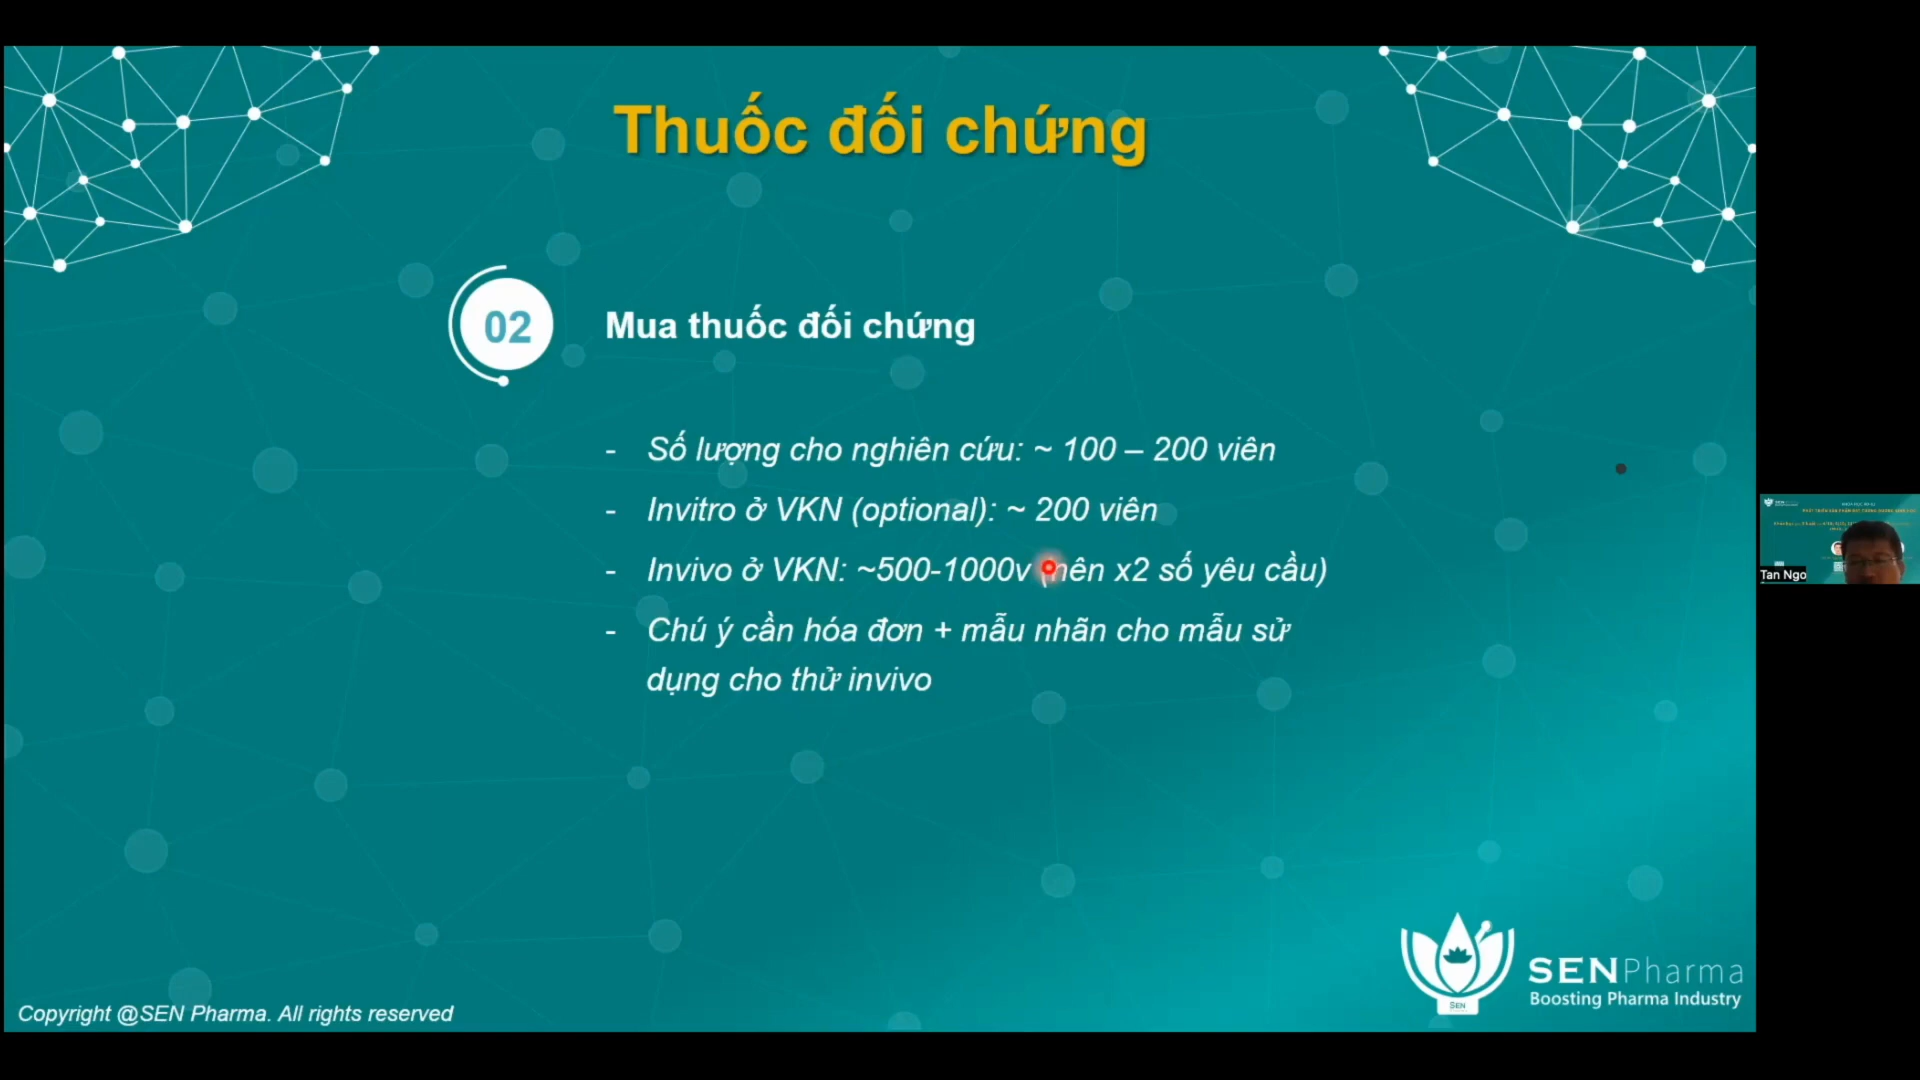 Thuốc đối chứng
02
Mua thuốc đối chứng
- Số lượng cho nghiên cứu: ~ 100 – 200 viên
- Invitro ở VKN (optional): ~ 200 viên
- Invivo ở VKN: ~500-1000v (nên x2 số yêu cầu)
- Chú ý cần hóa đơn + mẫu nhãn cho mẫu sử
dụng cho thử invivo
Tan Ngo
SEN
SENPharma
Boosting Pharma Industry
Copyright @SEN Pharma. All rights reserved